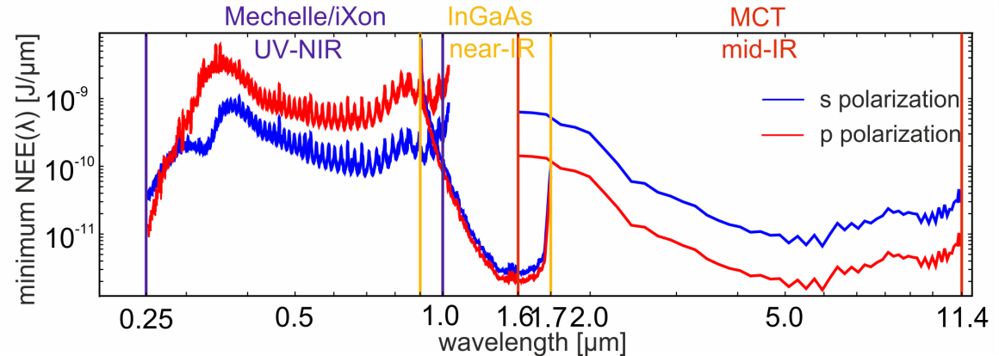 Mechelle/iXon InGaAs MCT
UV-NIR near-IR mid-IR
minimum NEE(λ) [J/µm]
10⁻⁹
10⁻¹⁰
10⁻¹¹
s polarization
p polarization
0.25 0.5 1.0 1.6 1.7 2.0 5.0 11.4
wavelength [µm]